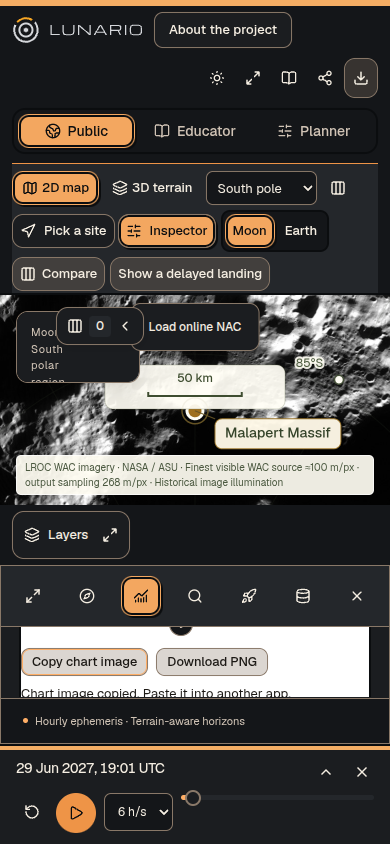 LUNARIO
About the project
Public
Educator
Planner
2D map
3D terrain
South pole
Pick a site
Inspector
Moon
Earth
Compare
Show a delayed landing
Moon
South
polar
region
0
Load online NAC
85°S
50 km
Malapert Massif
LROC WAC imagery · NASA / ASU · Finest visible WAC source ≈100 m/px ·
output sampling 268 m/px · Historical image illumination
Layers
Copy chart image
Download PNG
Chart image copied. Paste it into another app.
Hourly ephemeris · Terrain-aware horizons
29 Jun 2027, 19:01 UTC
6 h/s